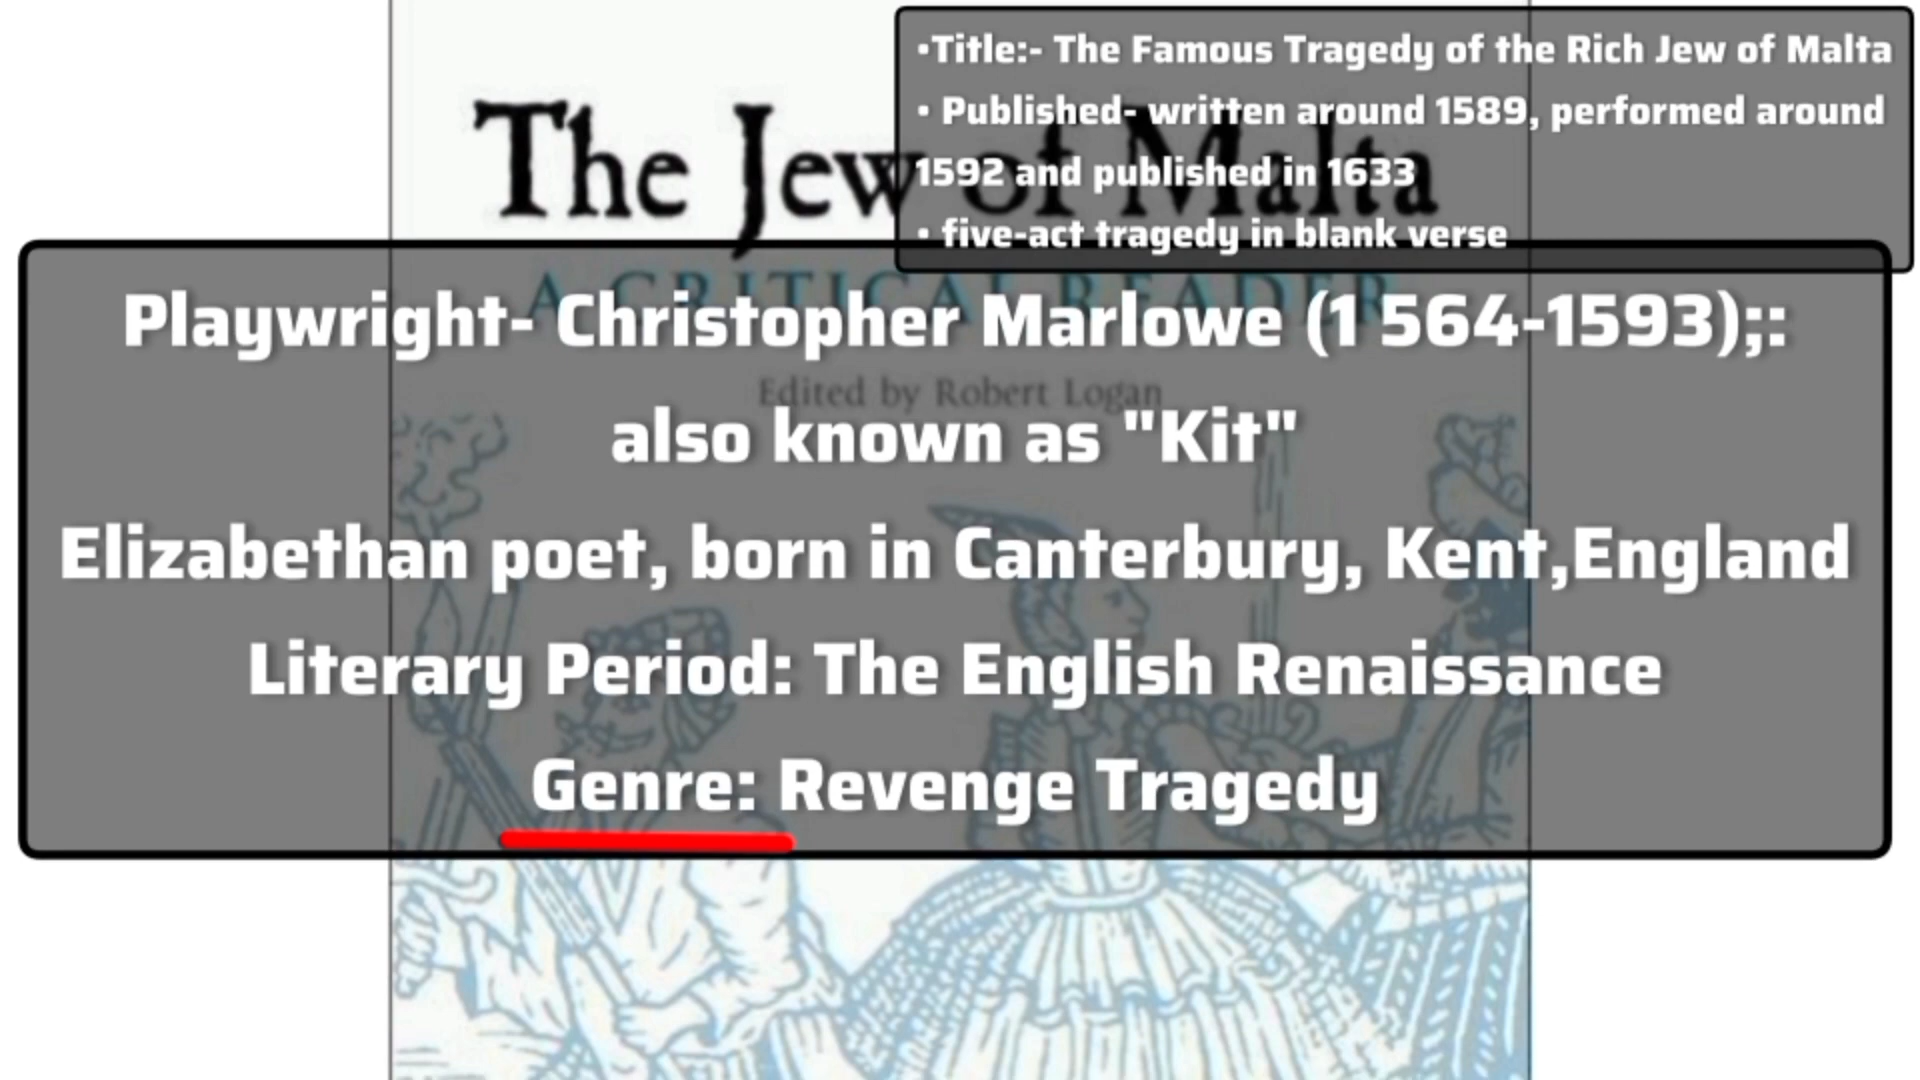 •Title:- The Famous Tragedy of the Rich Jew of Malta
• Published- written around 1589, performed around
1592 and published in 1633
• five-act tragedy in blank verse
The Jew of Malta
A CRITICAL READER
Edited by Robert Logan
Playwright- Christopher Marlowe (1 564-1593);:
also known as "Kit"
Elizabethan poet, born in Canterbury, Kent,England
Literary Period: The English Renaissance
Genre: Revenge Tragedy